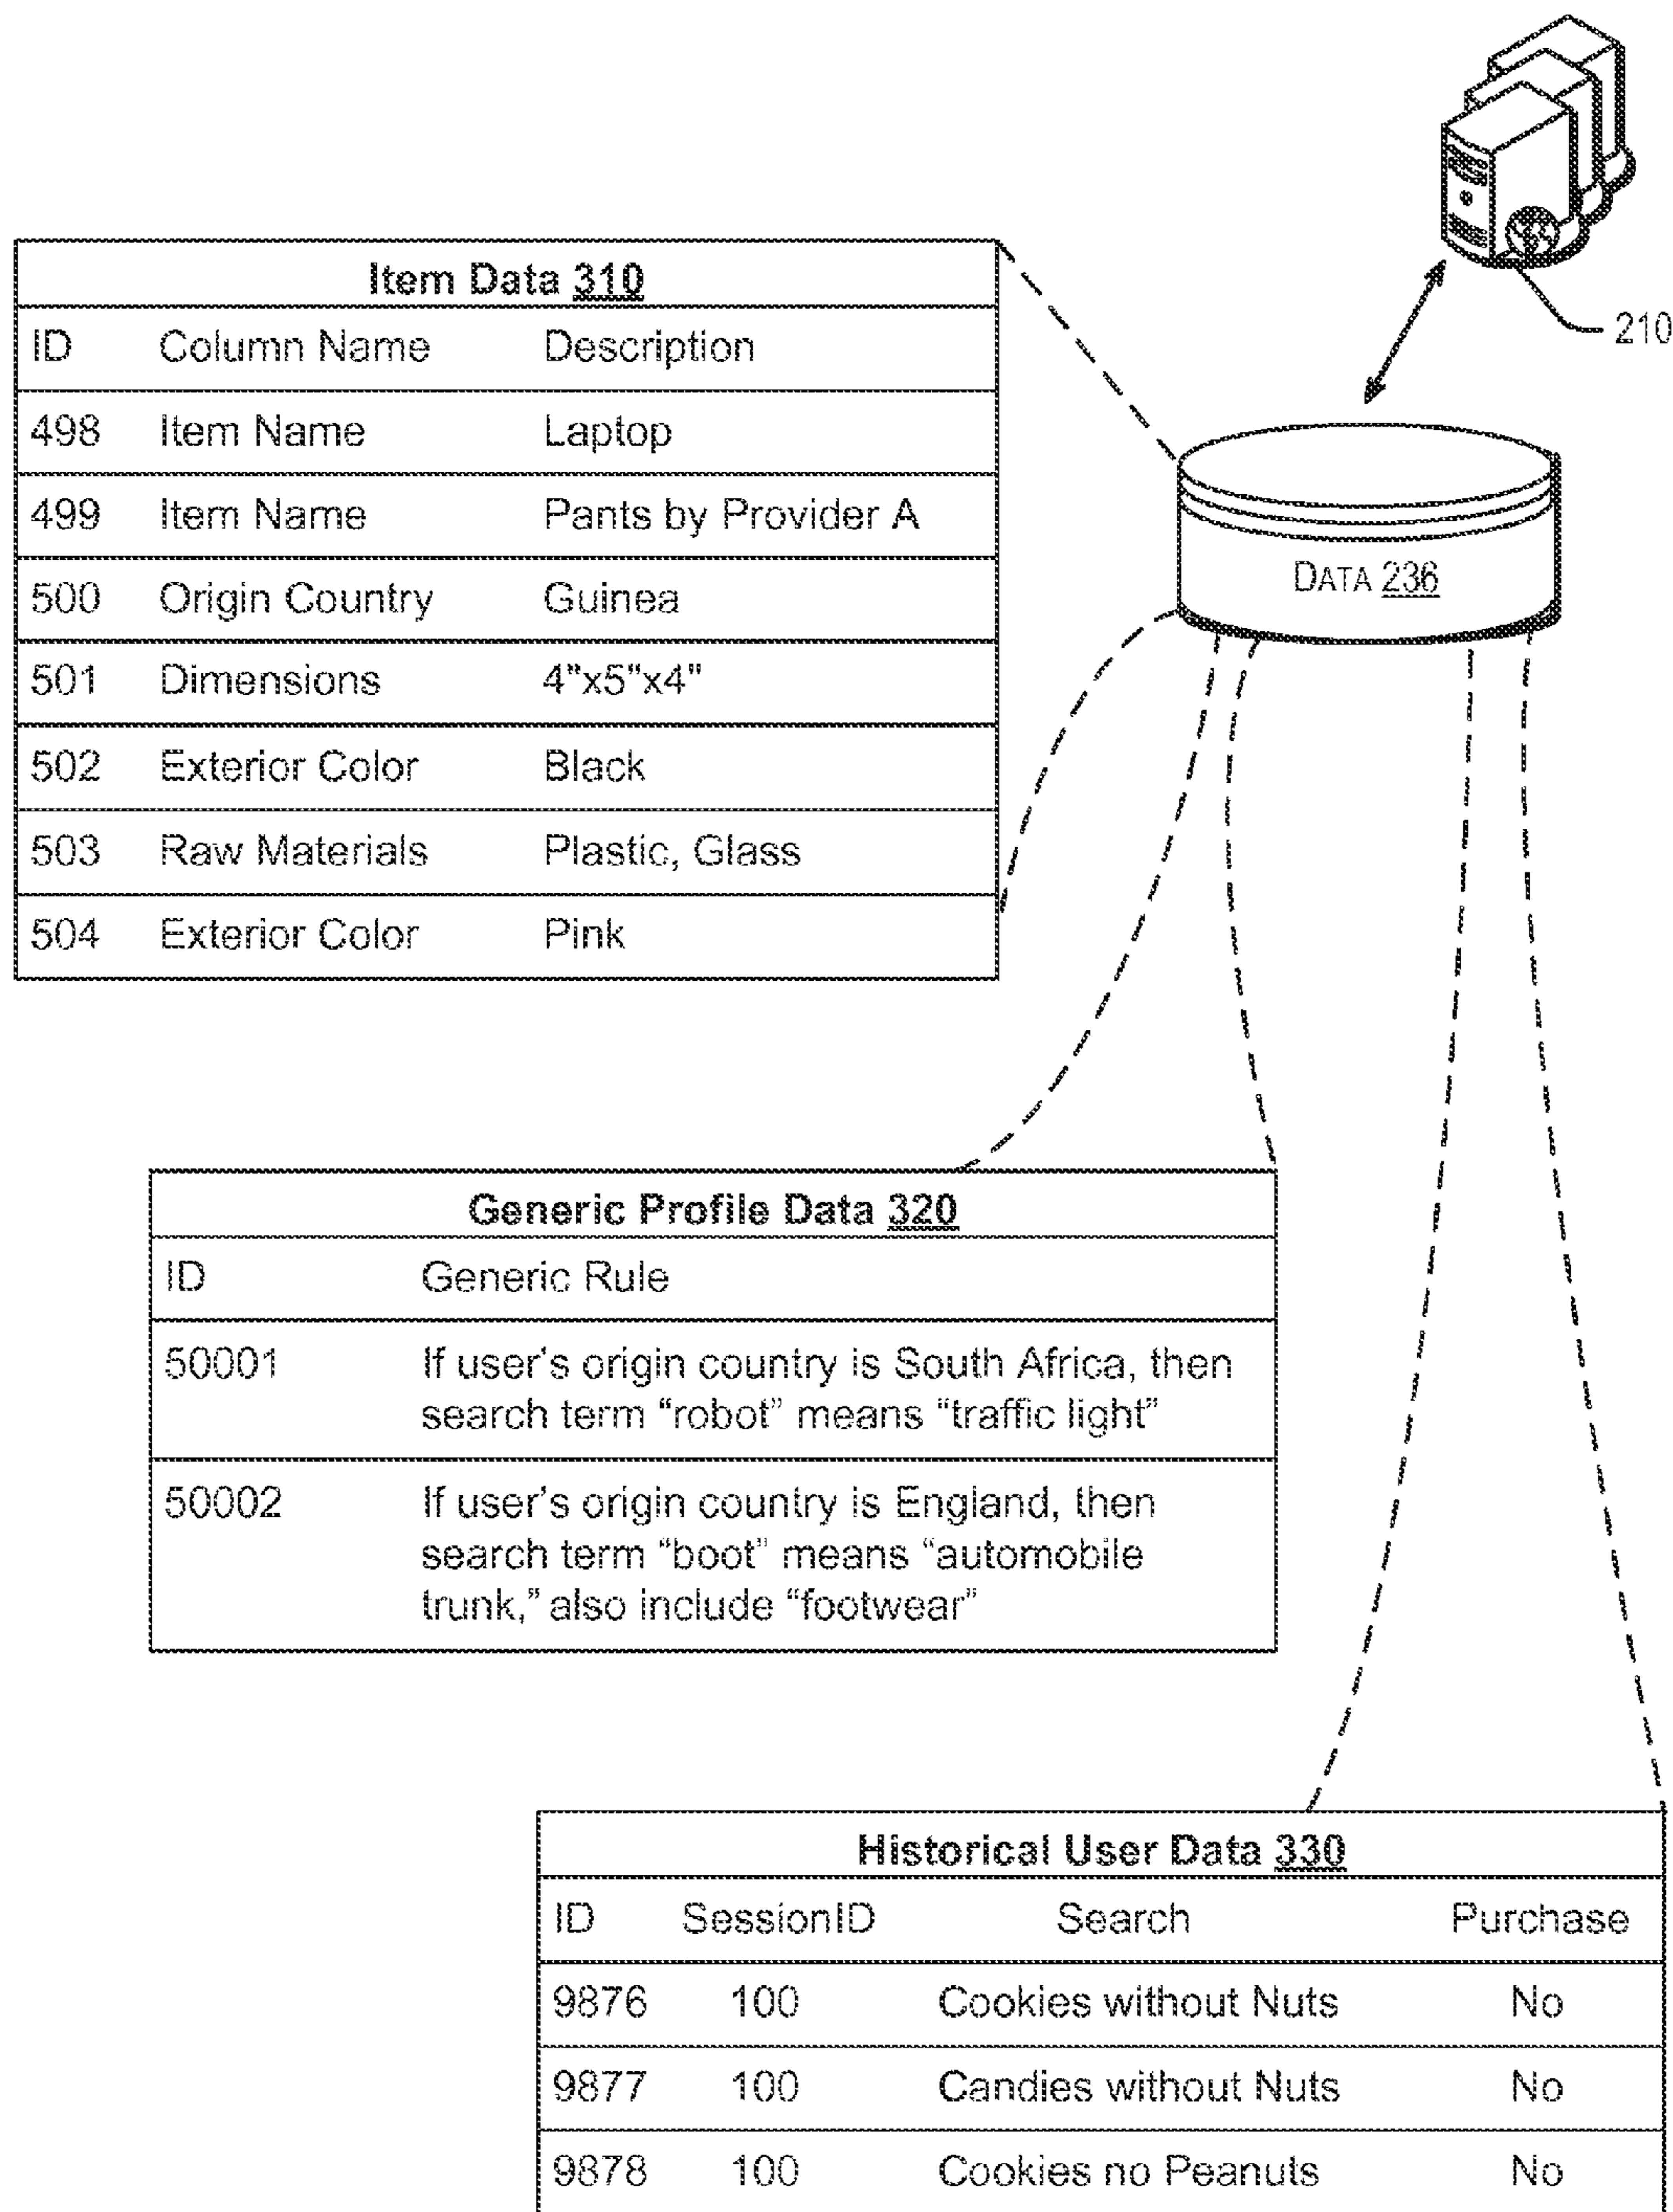 210
Item Data 310
ID Column Name Description
498 Item Name Laptop
499 Item Name Pants by Provider A
500 Origin Country Guinea
501 Dimensions 4"x5"x4"
502 Exterior Color Black
503 Raw Materials Plastic, Glass
504 Exterior Color Pink
DATA 236
Generic Profile Data 320
ID Generic Rule
50001 If user's origin country is South Africa, then
search term “robot” means “traffic light”
50002 If user's origin country is England, then
search term “boot” means “automobile
trunk,” also include “footwear”
Historical User Data 330
ID SessionID Search Purchase
9876 100 Cookies without Nuts No
9877 100 Candies without Nuts No
9878 100 Cookies no Peanuts No